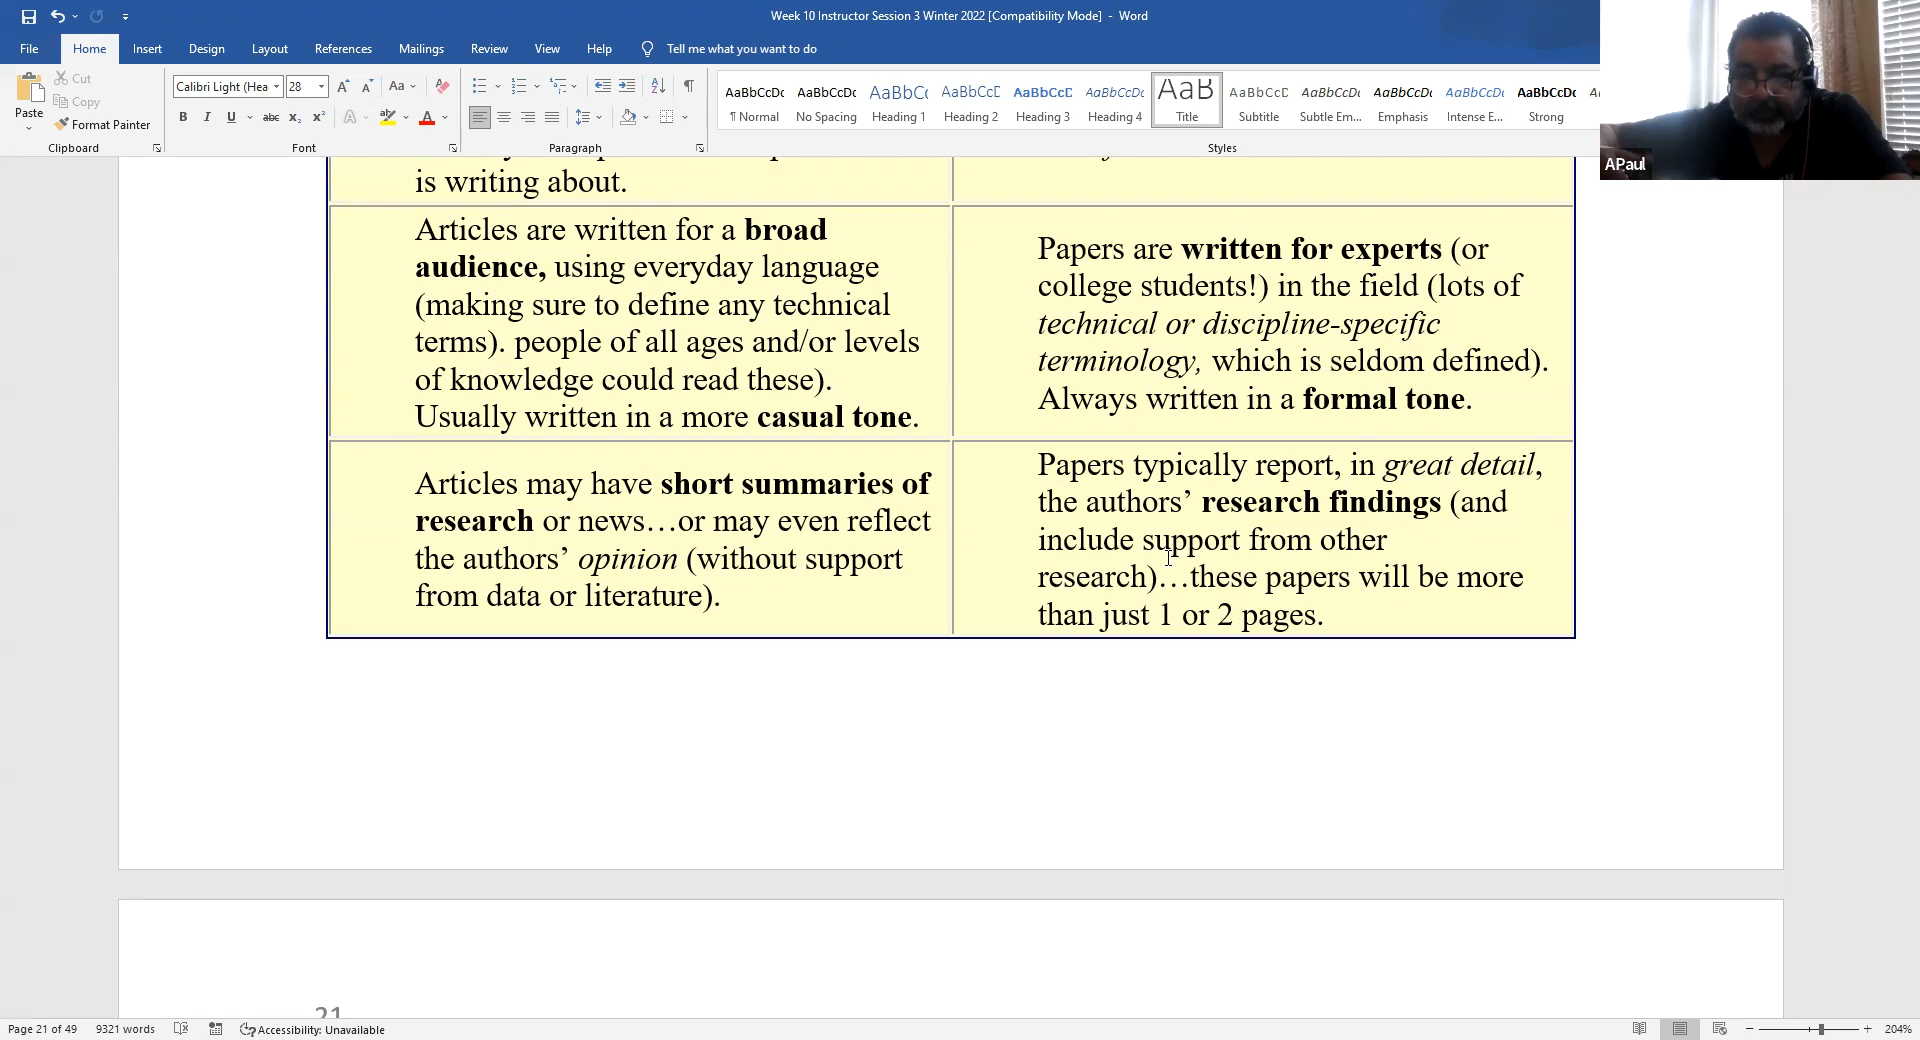 Week 10 Instructor Session 3 Winter 2022 [Compatibility Mode] - Word
File Home Insert Design Layout References Mailings Review View Help Tell me what you want to do
Paste
Cut
Copy
Format Painter
Clipboard
Calibri Light (Hea 28
Font
Paragraph
AaBbCcDc AaBbCcDc AaBbC AaBbCcD AaBbCcD AaBbCcDc AaB AaBbCcD AaBbCcDc AaBbCcDc AaBbCcDc AaBbCcDc
¶ Normal No Spacing Heading 1 Heading 2 Heading 3 Heading 4 Title Subtitle Subtle Em... Emphasis Intense E... Strong
Styles
APaul
is writing about.
Articles are written for a broad
audience, using everyday language
(making sure to define any technical
terms). people of all ages and/or levels
of knowledge could read these).
Usually written in a more casual tone.
Papers are written for experts (or
college students!) in the field (lots of
technical or discipline-specific
terminology, which is seldom defined).
Always written in a formal tone.
Articles may have short summaries of
research or news…or may even reflect
the authors’ opinion (without support
from data or literature).
Papers typically report, in great detail,
the authors’ research findings (and
include support from other
research)…these papers will be more
than just 1 or 2 pages.
21
Page 21 of 49 9321 words Accessibility: Unavailable 204%